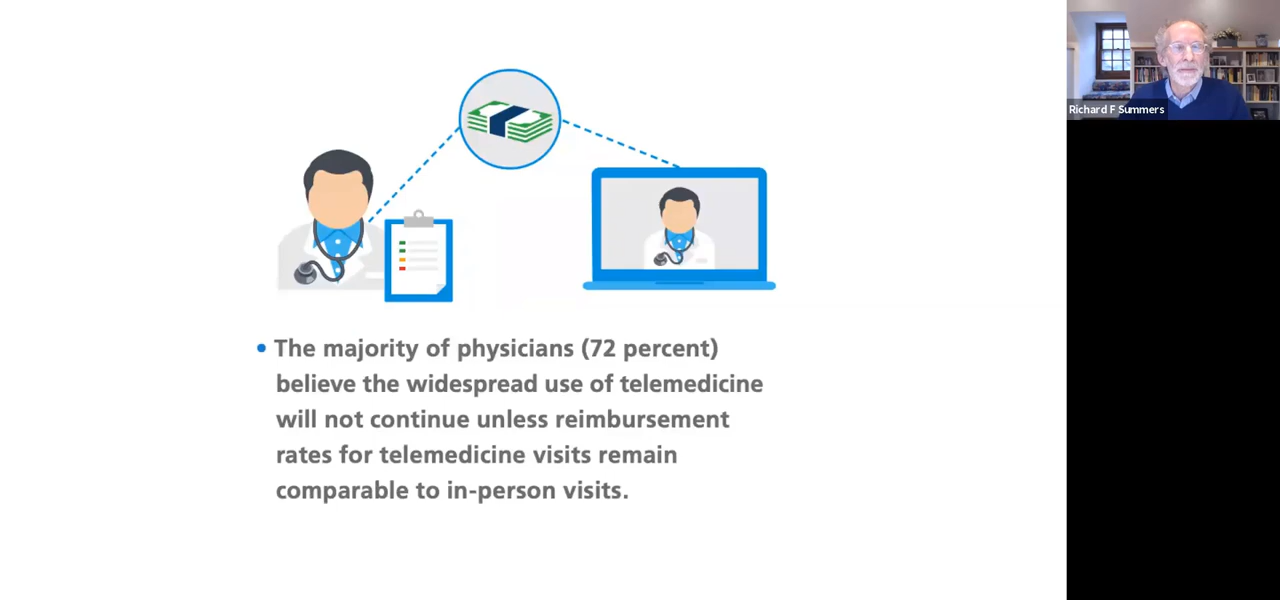 Richard F Summers
• The majority of physicians (72 percent)
believe the widespread use of telemedicine
will not continue unless reimbursement
rates for telemedicine visits remain
comparable to in-person visits.